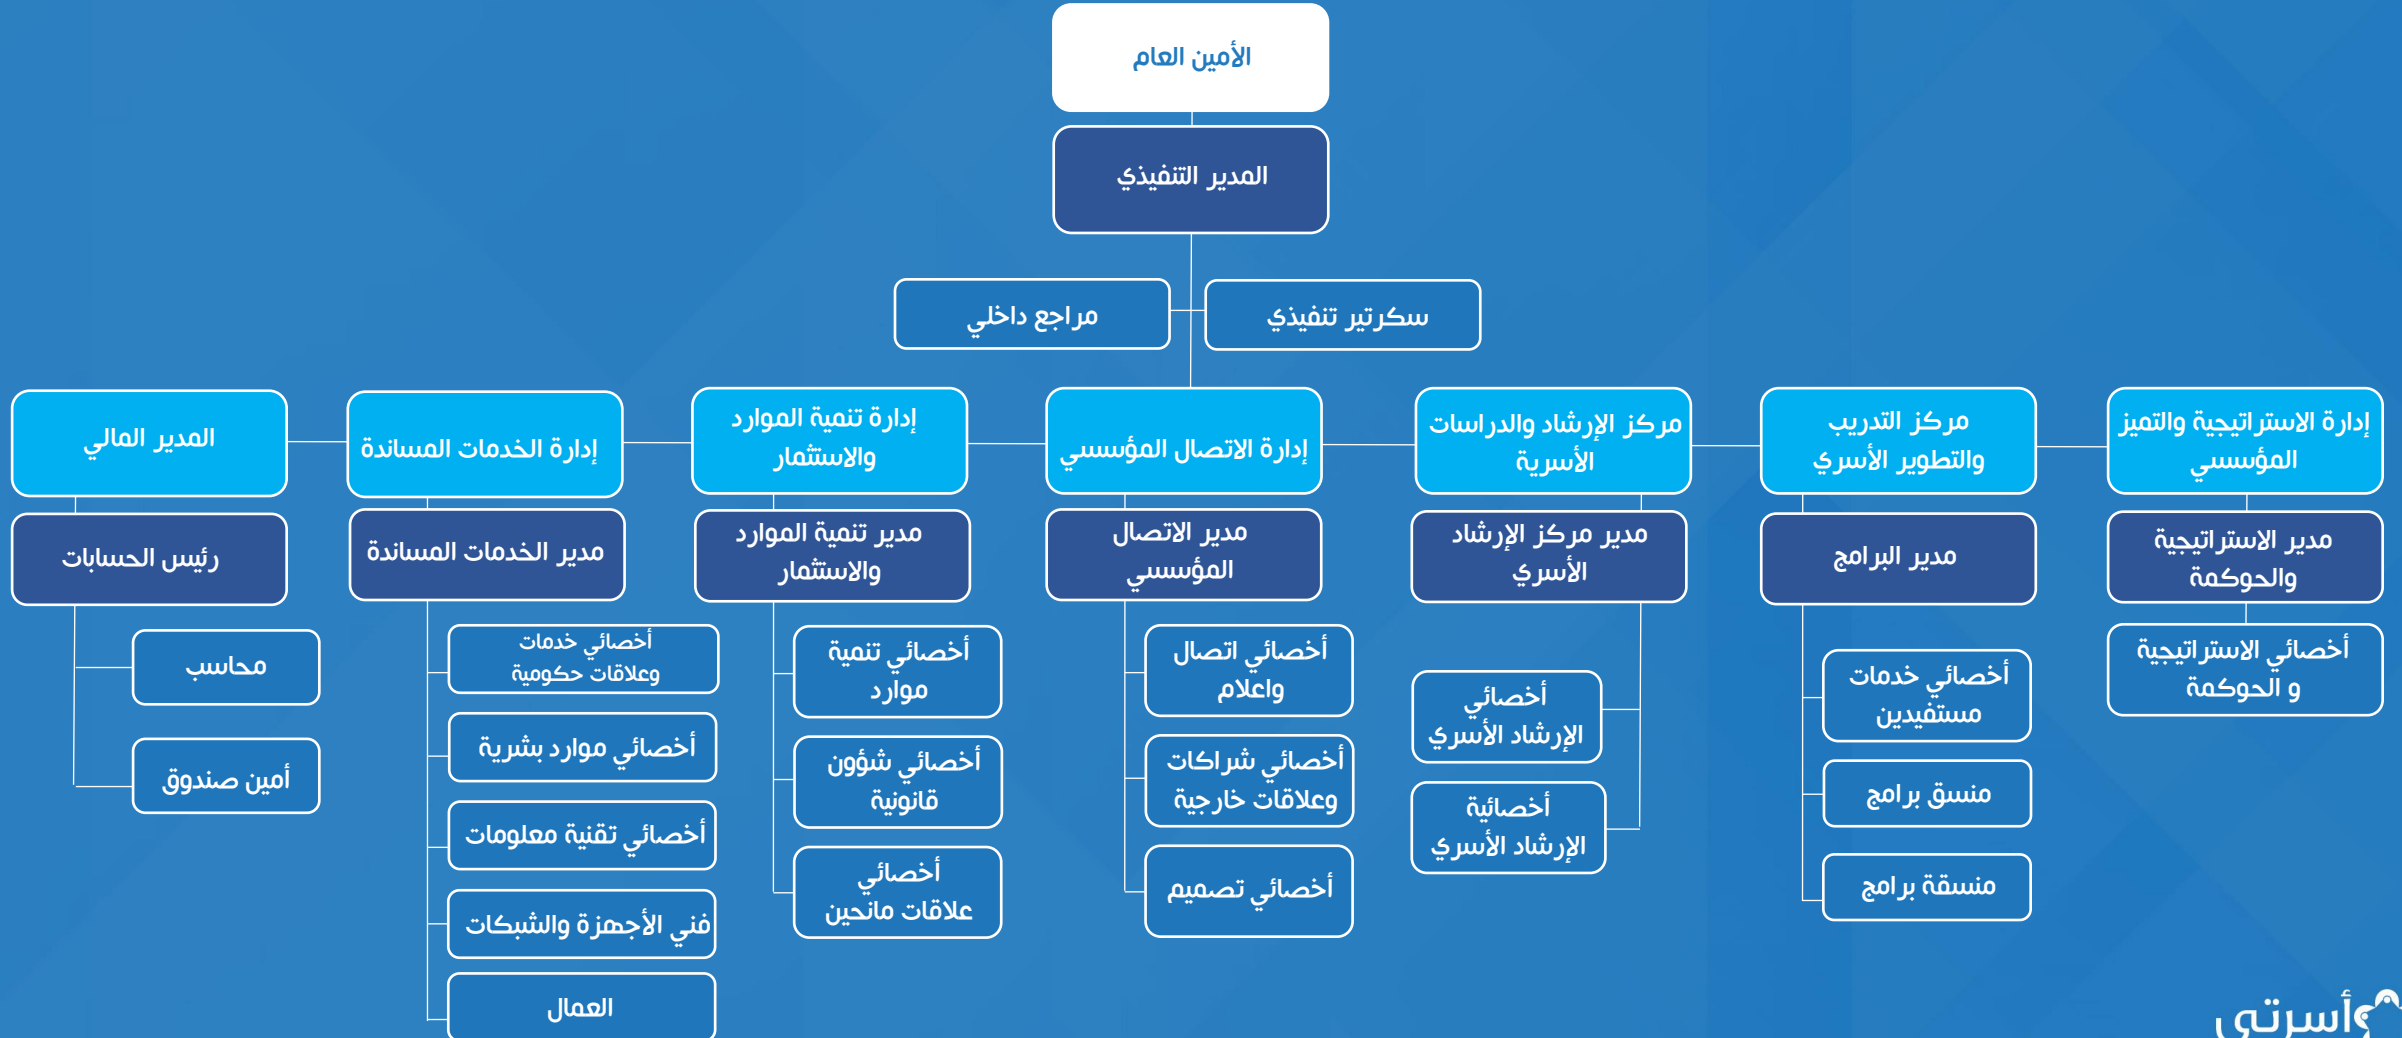 الأمين العام
المدير التنفيذي
سكرتير تنفيذي
مراجع داخلي
إدارة الاستراتيجية والتميز
المؤسسي
مركز التدريب
والتطوير الأسري
مركز الإرشاد والدراسات
الأسرية
إدارة الاتصال المؤسسي
إدارة تنمية الموارد
والاستثمار
إدارة الخدمات المساندة
المدير المالي
مدير الاستراتيجية
والحوكمة
مدير البرامج
مدير مركز الإرشاد
الأسري
مدير الاتصال
المؤسسي
مدير تنمية الموارد
والاستثمار
مدير الخدمات المساندة
رئيس الحسابات
أخصائي الاستراتيجية
و الحوكمة
أخصائي خدمات
مستفيدين
منسق برامج
منسقة برامج
أخصائي
الإرشاد الأسري
أخصائية
الإرشاد الأسري
أخصائي اتصال
واعلام
أخصائي شراكات
وعلاقات خارجية
أخصائي تصميم
أخصائي تنمية
موارد
أخصائي شؤون
قانونية
أخصائي
علاقات مانحين
أخصائي خدمات
وعلاقات حكومية
أخصائي موارد بشرية
أخصائي تقنية معلومات
فني الأجهزة والشبكات
العمال
محاسب
أمين صندوق
أسرتي